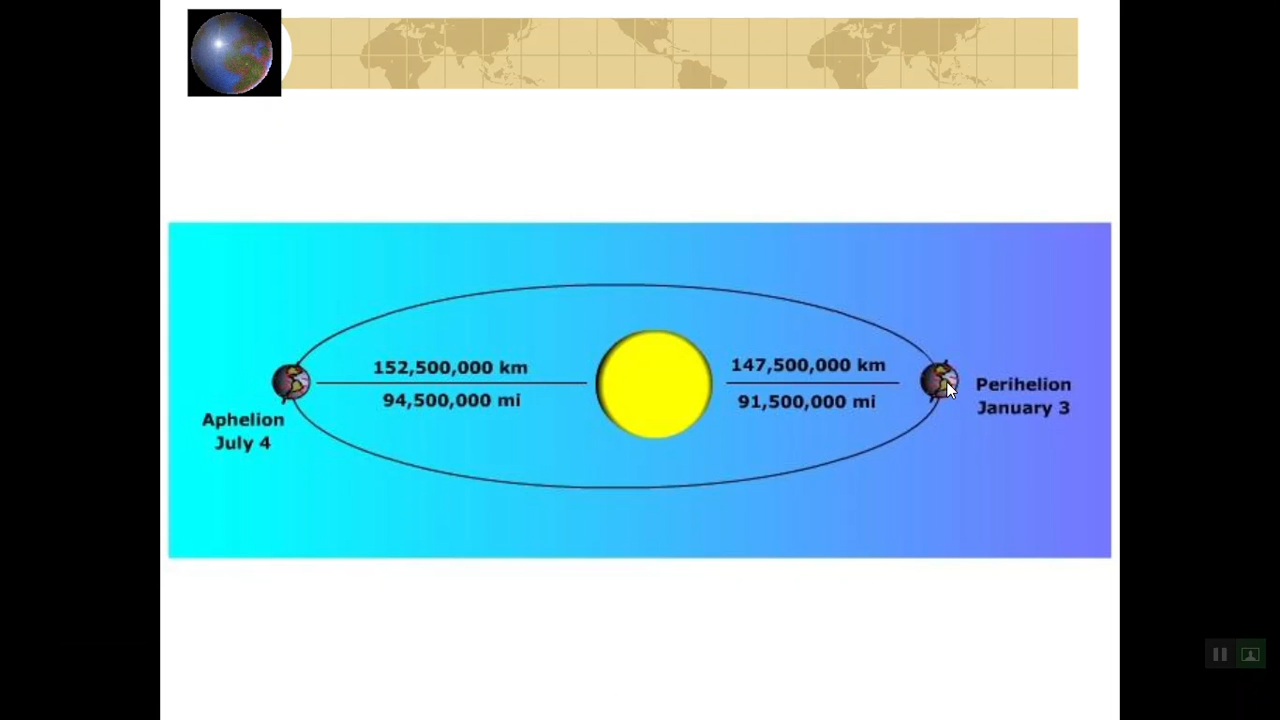 152,500,000 km
94,500,000 mi
147,500,000 km
91,500,000 mi
Aphelion
July 4
Perihelion
January 3